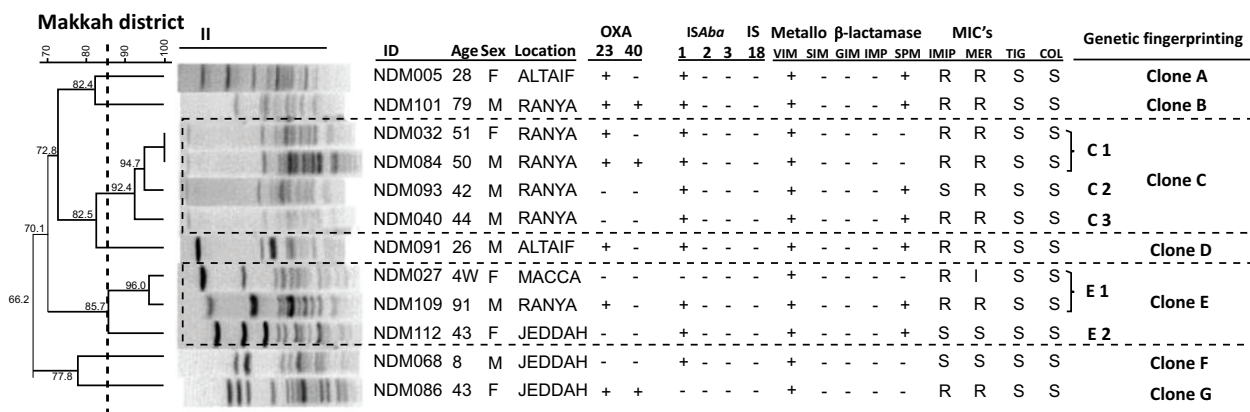 Makkah district
II
OXA ISAba IS Metallo β-lactamase MIC's Genetic fingerprinting
70 80 90 100
ID Age Sex Location 23 40 1 2 3 18 VIM SIM GIM IMP SPM IMIP MER TIG COL
82.4 NDM005 28 F ALTAIF + - + - - - + - - - + R R S S Clone A
NDM101 79 M RANYA + + + - - - + - - - + R R S S Clone B
NDM032 51 F RANYA + - + - - - + - - - - R R S S
72.8 94.7 NDM084 50 M RANYA + + + - - - + - - - - R R S S C 1
Clone C
92.4 NDM093 42 M RANYA - - + - - - + - - - + S R S S C 2
82.5 NDM040 44 M RANYA - - + - - - + - - - + R R S S C 3
70.1 NDM091 26 M ALTAIF + - + - - - + - - - + R R S S Clone D
96.0 NDM027 4W F MACCA - - - - - - + - - - - R I S S
66.2 85.7 NDM109 91 M RANYA + - + - - - + - - - + R R S S E 1 Clone E
NDM112 43 F JEDDAH - - + - - - + - - - + S S S S E 2
NDM068 8 M JEDDAH - - + - - - + - - - - S S S S Clone F
77.8 NDM086 43 F JEDDAH + + - - - - + - - - - R R S S Clone G